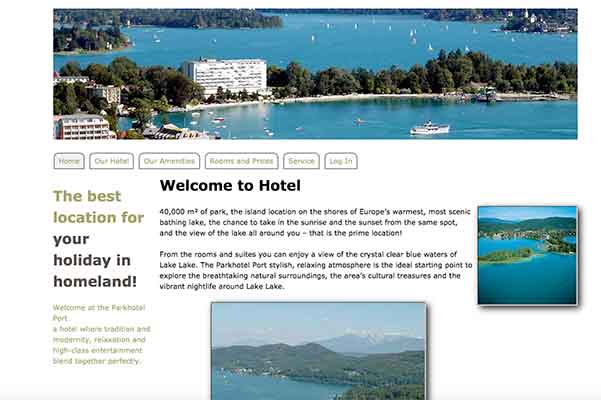 Home
Our Hotel
Our Amenities
Rooms and Prices
Service
Log In
The best
location for
your
holiday in
homeland!
Welcome at the Parkhotel
Port
a hotel where tradition and
modernity, relaxation and
high-class entertainment
blend together perfectly.
Welcome to Hotel
40,000 m² of park, the island location on the shores of Europe's warmest, most scenic
bathing lake, the chance to take in the sunrise and the sunset from the same spot,
and the view of the lake all around you – that is the prime location!
From the rooms and suites you can enjoy a view of the crystal clear blue waters of
Lake Lake. The Parkhotel Port stylish, relaxing atmosphere is the ideal starting point to
explore the breathtaking natural surroundings, the area's cultural treasures and the
vibrant nightlife around Lake Lake.